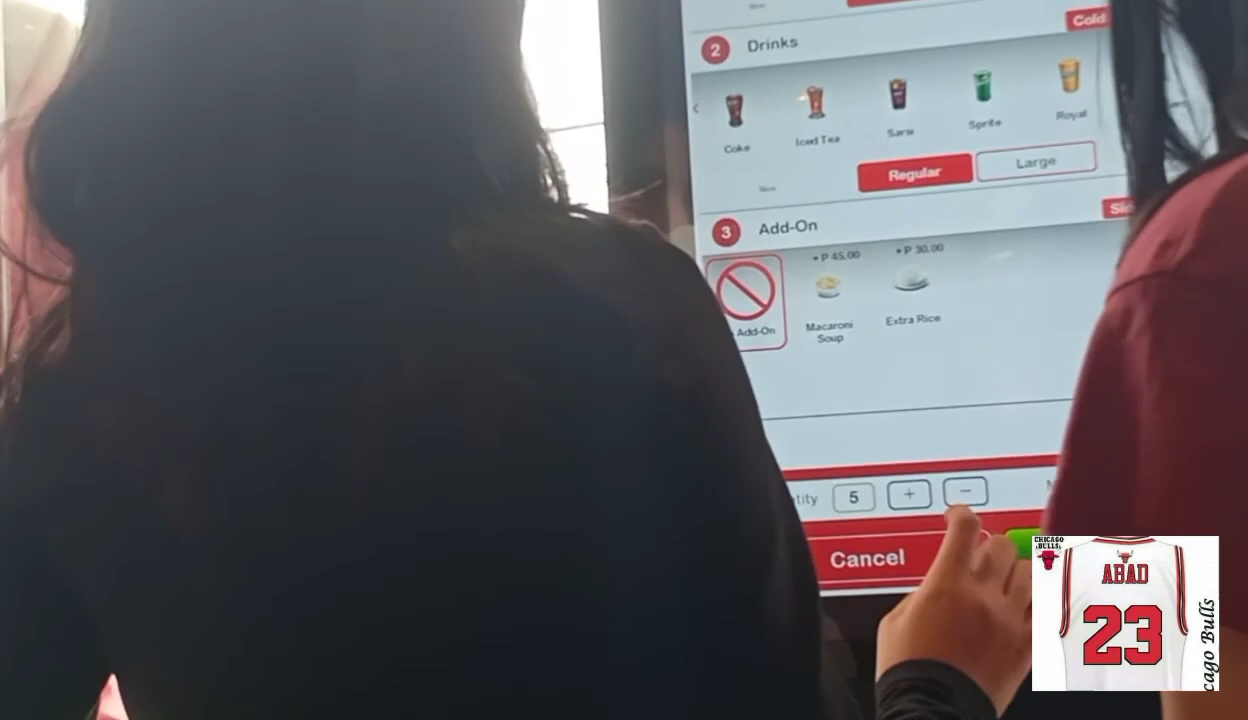 Cold
2 Drinks
Coke
Iced Tea
Sarsi
Sprite
Royal
Regular
Large
3 Add-On
Add-On
+ P 45.00
Macaroni
Soup
+ P 30.00
Extra Rice
5
+
-
Cancel
CHICAGO
BULLS
ABAD
23
cago Bulls